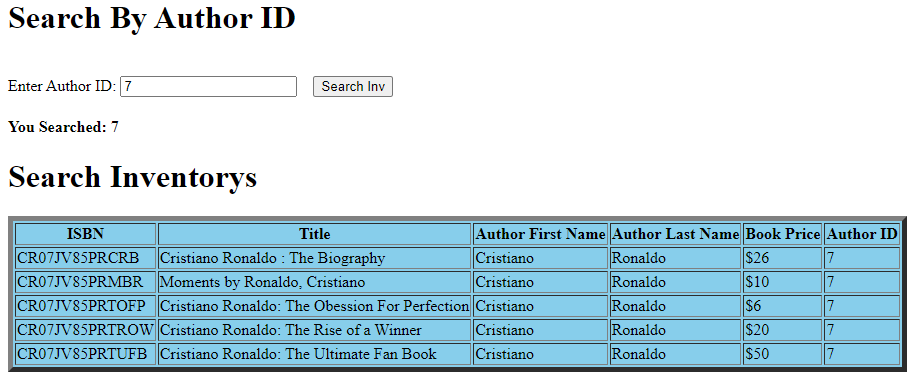 Search By Author ID
Enter Author ID: 7 Search Inv
You Searched: 7
Search Inventorys
ISBN Title Author First Name Author Last Name Book Price Author ID
CR07JV85PRCRB Cristiano Ronaldo : The Biography Cristiano Ronaldo $26 7
CR07JV85PRMBR Moments by Ronaldo, Cristiano Cristiano Ronaldo $10 7
CR07JV85PRTOFP Cristiano Ronaldo: The Obession For Perfection Cristiano Ronaldo $6 7
CR07JV85PRTROW Cristiano Ronaldo: The Rise of a Winner Cristiano Ronaldo $20 7
CR07JV85PRTUFB Cristiano Ronaldo: The Ultimate Fan Book Cristiano Ronaldo $50 7